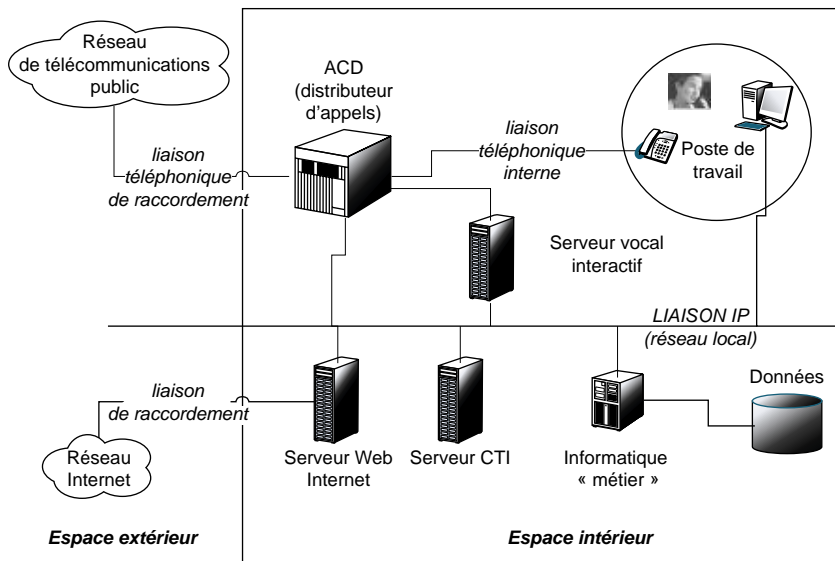 Réseau
de télécommunications
public
ACD
(distributeur
d'appels)
liaison
téléphonique
de raccordement
liaison
téléphonique
interne
Poste de
travail
Serveur vocal
interactif
LIAISON IP
(réseau local)
liaison
de raccordement
Réseau
Internet
Serveur Web
Internet
Serveur CTI
Informatique
« métier »
Données
Espace extérieur
Espace intérieur